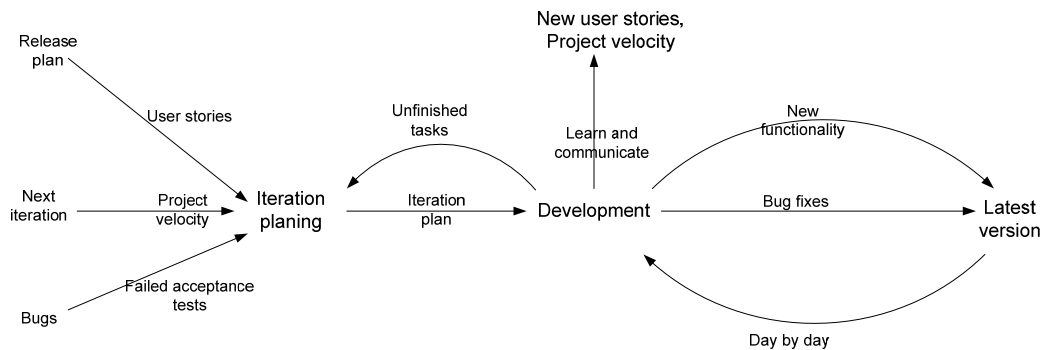 New user stories,
Project velocity
Release
plan
User stories
Unfinished
tasks
Learn and
communicate
New
functionality
Next
iteration
Project
velocity
Iteration
planing
Iteration
plan
Development
Bug fixes
Latest
version
Failed acceptance
tests
Bugs
Day by day